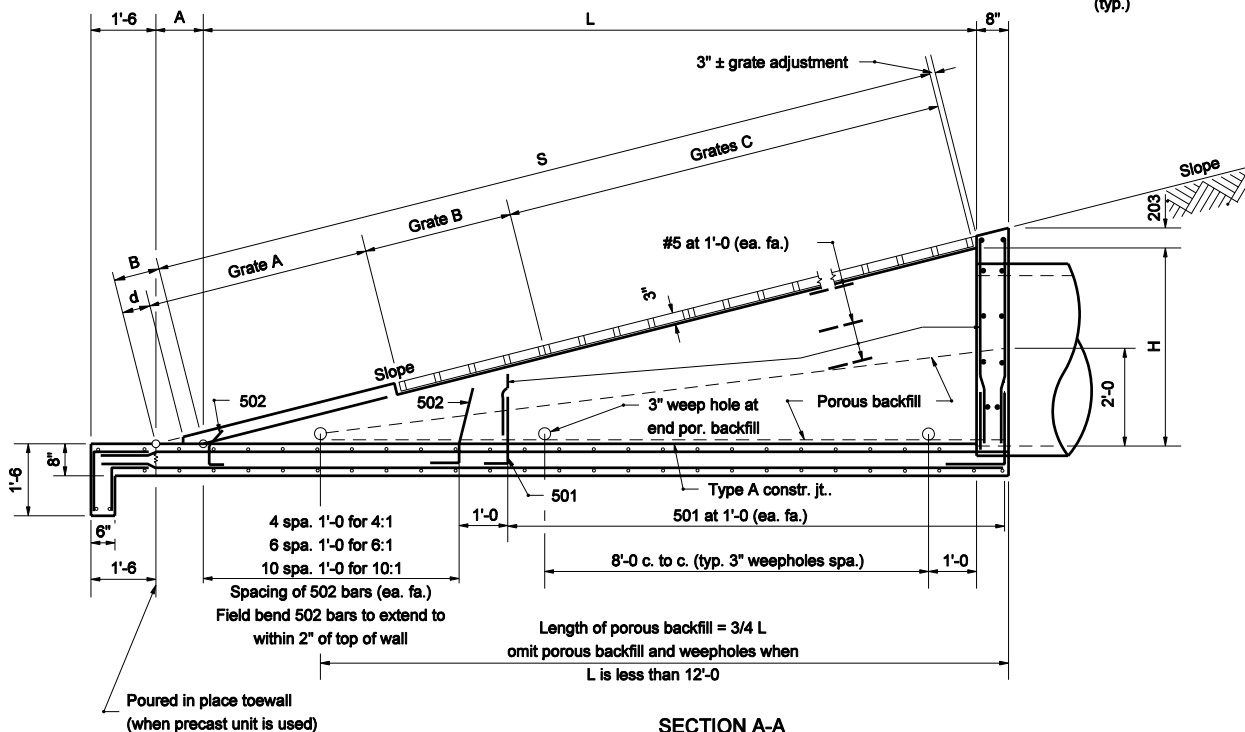 (typ.)
1'-6
A
L
8"
3" ± grate adjustment
S
Grates C
Slope
Grate B
203
#5 at 1'-0 (ea. fa.)
B
Grate A
d
3"
H
Slope
2'-0
502
502
3" weep hole at
end por. backfill
Porous backfill
1'-6
8"
Type A constr. jt..
501
6"
4 spa. 1'-0 for 4:1
6 spa. 1'-0 for 6:1
10 spa. 1'-0 for 10:1
1'-0
501 at 1'-0 (ea. fa.)
1'-6
8'-0 c. to c. (typ. 3" weepholes spa.)
1'-0
Spacing of 502 bars (ea. fa.)
Field bend 502 bars to extend to
within 2" of top of wall
Length of porous backfill = 3/4 L
omit porous backfill and weepholes when
L is less than 12'-0
Poured in place toewall
(when precast unit is used)
SECTION A-A